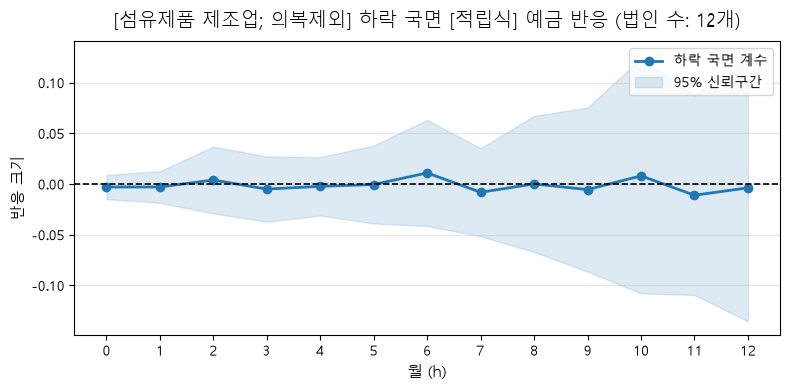 [섬유제품 제조업; 의복제외] 하락 국면 [적립식] 예금 반응 (법인 수: 12개)
하락 국면 계수
95% 신뢰구간
반응 크기
0.10
0.05
0.00
-0.05
-0.10
0 1 2 3 4 5 6 7 8 9 10 11 12
월 (h)